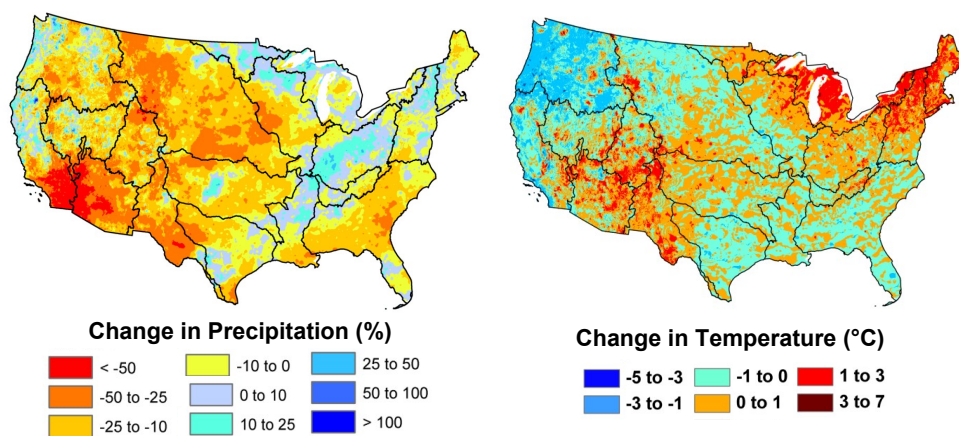 Change in Precipitation (%)
< -50
-10 to 0
25 to 50
-50 to -25
0 to 10
50 to 100
-25 to -10
10 to 25
> 100
Change in Temperature (°C)
-5 to -3
-1 to 0
1 to 3
-3 to -1
0 to 1
3 to 7